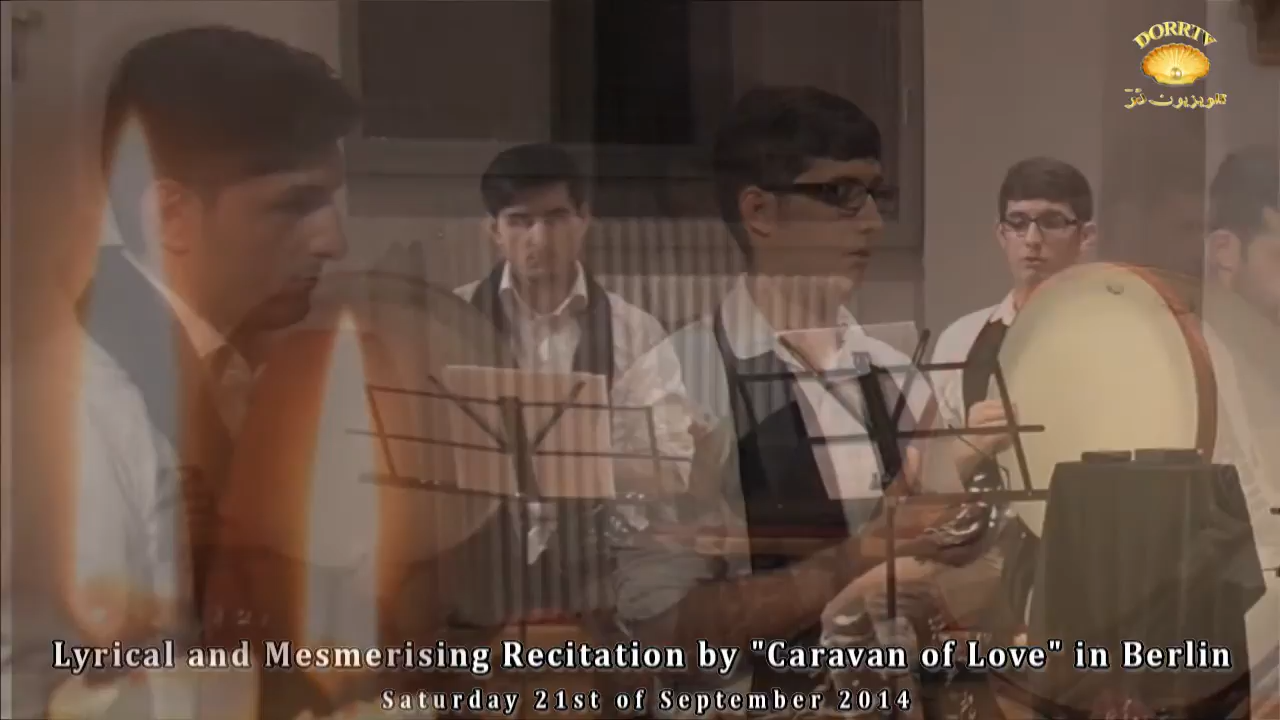 DORRTV
تلویزیون دُرّ
Lyrical and Mesmerising Recitation by "Caravan of Love" in Berlin
Saturday 21st of September 2014